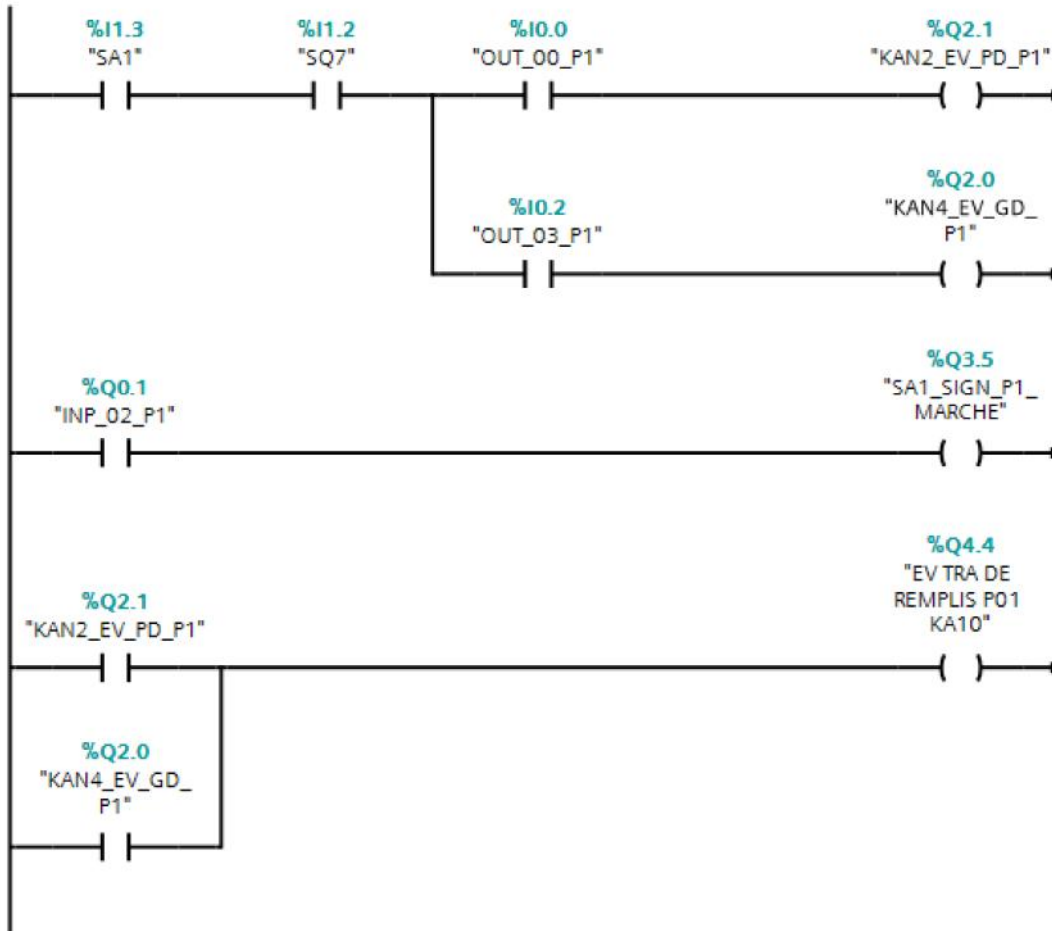 %I1.3
"SA1"
%I1.2
"SQ7"
%I0.0
"OUT_00_P1"
%Q2.1
"KAN2_EV_PD_P1"
%I0.2
"OUT_03_P1"
%Q2.0
"KAN4_EV_GD_
P1"
%Q0.1
"INP_02_P1"
%Q3.5
"SA1_SIGN_P1_
MARCHE"
%Q2.1
"KAN2_EV_PD_P1"
%Q4.4
"EV TRA DE
REMPLIS P01
KA10"
%Q2.0
"KAN4_EV_GD_
P1"